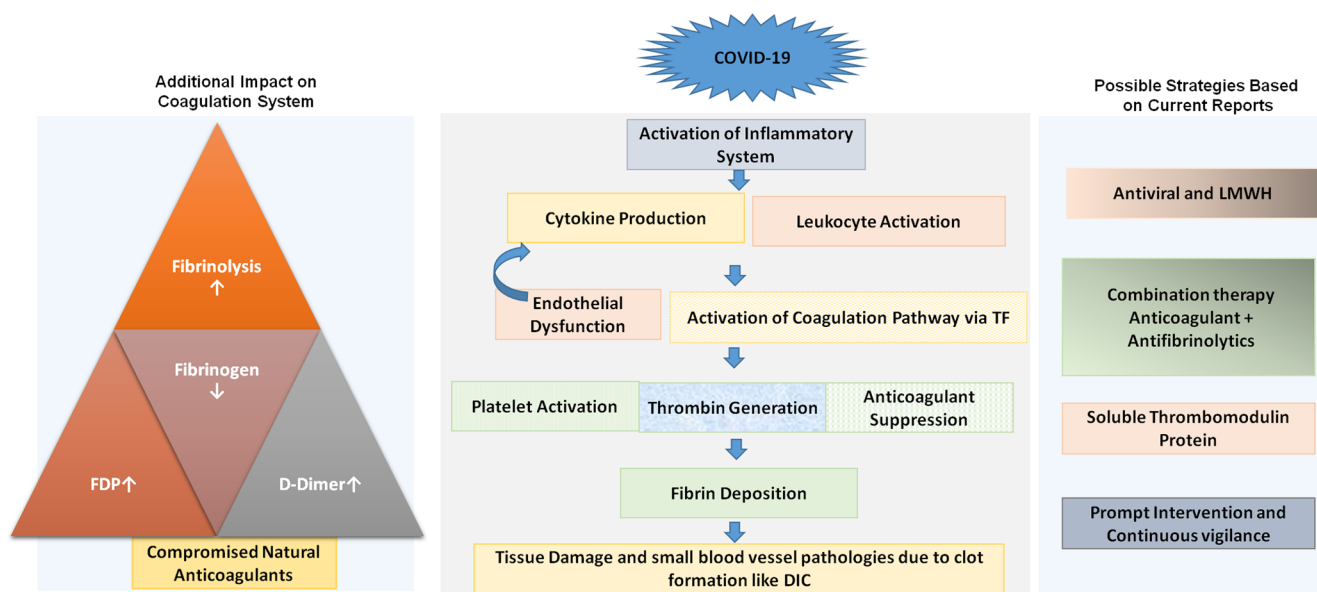 Additional Impact on
Coagulation System
Fibrinolysis
↑
Fibrinogen
↓
FDP↑
D-Dimer↑
Compromised Natural
Anticoagulants
COVID-19
Activation of Inflammatory
System
Cytokine Production
Leukocyte Activation
Endothelial
Dysfunction
Activation of Coagulation Pathway via TF
Platelet Activation
Thrombin Generation
Anticoagulant
Suppression
Fibrin Deposition
Tissue Damage and small blood vessel pathologies due to clot
formation like DIC
Possible Strategies Based
on Current Reports
Antiviral and LMWH
Combination therapy
Anticoagulant +
Antifibrinolytics
Soluble Thrombomodulin
Protein
Prompt Intervention and
Continuous vigilance